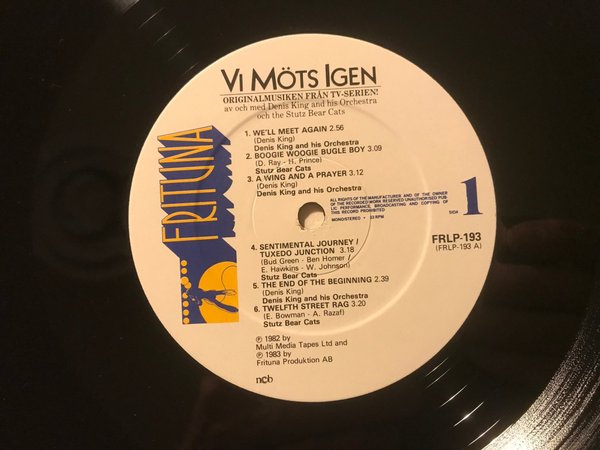 VI MÖTS IGEN
ORIGINALMUSIKEN FRÅN TV-SERIEN!
av och med Denis King and his Orchestra
och the Stutz Bear Cats
FRITUNA
1. WE'LL MEET AGAIN 2.56
(Denis King)
Denis King and his Orchestra
2. BOOGIE WOOGIE BUGLE BOY 3.09
(D. Ray - H. Prince)
Stutz Bear Cats
3. A WING AND A PRAYER 3.12
(Denis King)
Denis King and his Orchestra
ALL RIGHTS OF THE MANUFACTURER AND OF THE OWNER
OF THE RECORDED WORK RESERVED UNAUTHORISED PUB-
LIC PERFORMANCE, BROADCASTING AND COPYING OF
THIS RECORD PROHIBITED
MONO/STEREO • 33 RPM
SIDA 1
FRLP-193
(FRLP-193 A)
4. SENTIMENTAL JOURNEY /
TUXEDO JUNCTION 3.18
(Bud Green - Ben Homer /
E. Hawkins - W. Johnson)
Stutz Bear Cats
5. THE END OF THE BEGINNING 2.39
(Denis King)
Denis King and his Orchestra
6. TWELFTH STREET RAG 3.20
(E. Bowman - A. Razaf)
Stutz Bear Cats
℗ 1982 by
Multi Media Tapes Ltd and
℗ 1983 by
Frituna Produktion AB
ncb